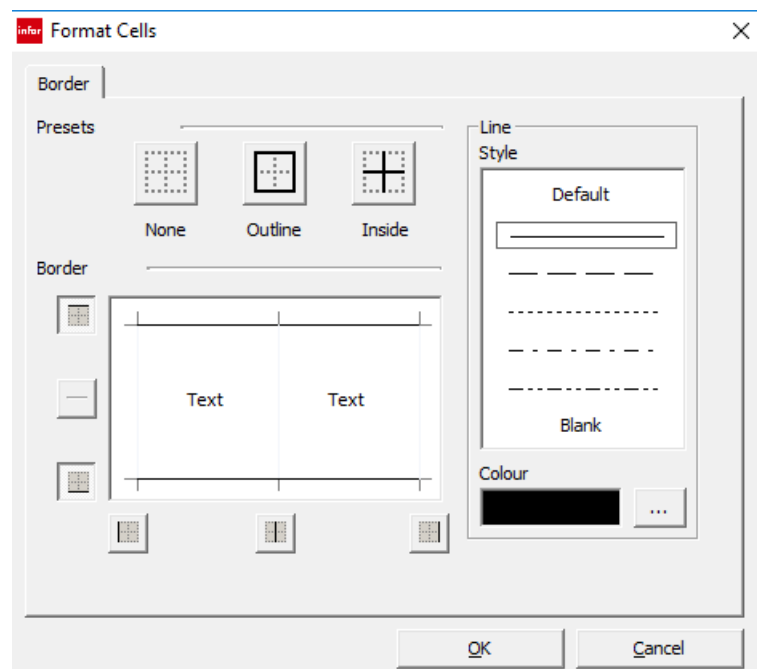 infor Format Cells
Border
Presets
None Outline Inside
Border
Text Text
Line
Style
Default
Blank
Colour
...
OK Cancel